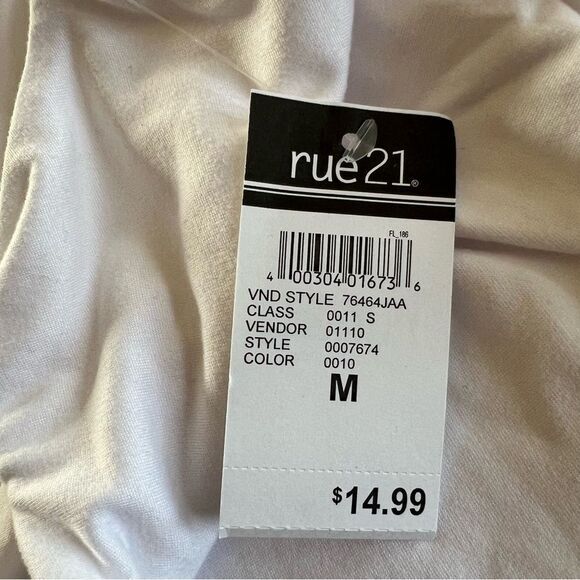 rue21®
FL_186
4 00304 01673 6
VND STYLE 76464JAA
CLASS 0011 S
VENDOR 01110
STYLE 0007674
COLOR 0010
M
$14.99